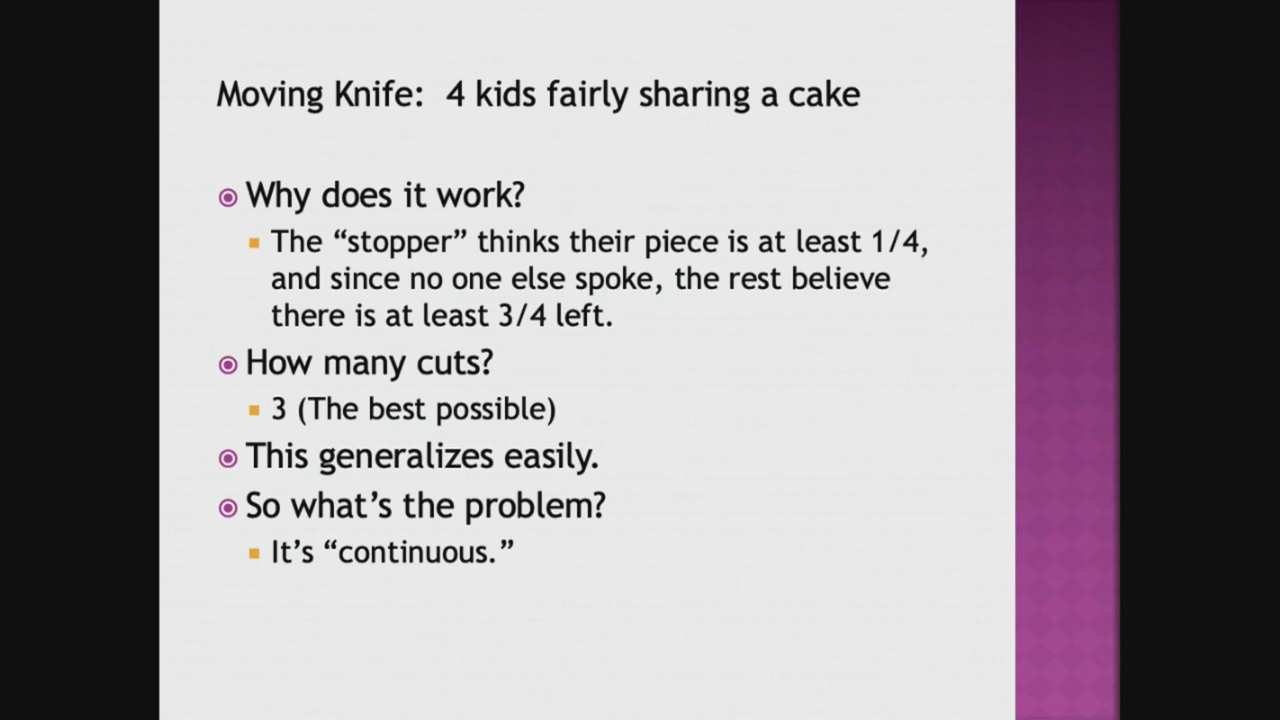 Moving Knife: 4 kids fairly sharing a cake
Why does it work?
The “stopper” thinks their piece is at least 1/4,
and since no one else spoke, the rest believe
there is at least 3/4 left.
How many cuts?
3 (The best possible)
This generalizes easily.
So what’s the problem?
It’s “continuous.”